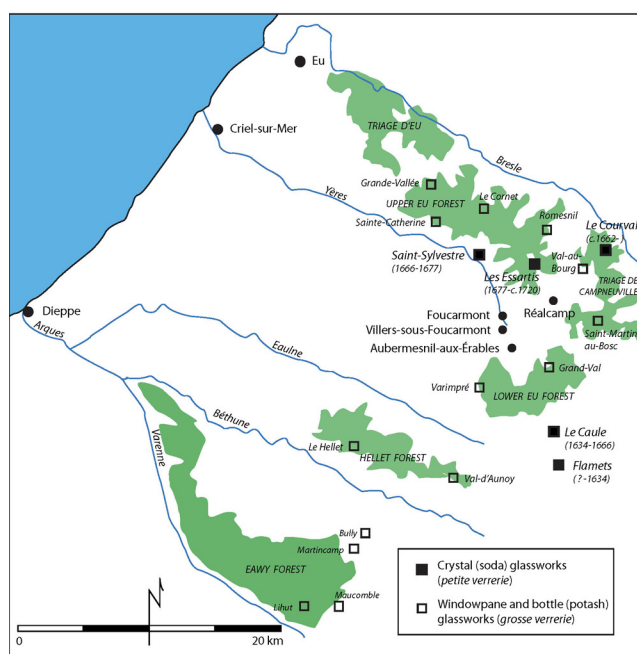 Eu
TRIAGE D'EU
Criel-sur-Mer
Bresle
Yères
Grande-Vallée
UPPER EU FOREST
Le Cornet
Sainte-Catherine
Romesnil
Le Courval
(c.1662-)
Saint-Sylvestre
(1666-1677)
Val-au-
Bourg
Les Essartis
(1677-c.1720)
TRIAGE DE
CAMPNEUVILLE
Dieppe
Arques
Foucarmont
Réalcamp
Villers-sous-Foucarmont
Saint-Martin-
au-Bosc
Aubermesnil-aux-Érables
Eaulne
Grand-Val
Varimpré
LOWER EU FOREST
Béthune
Varenne
Le Caule
(1634-1666)
Le Hellet
HELLET FOREST
Flamets
(?-1634)
Val-d'Aunoy
Bully
Martincamp
EAWY FOREST
Lihut
Maucomble
Crystal (soda) glassworks
(petite verrerie)
Windowpane and bottle (potash)
glassworks (grosse verrerie)
N
0
20 km